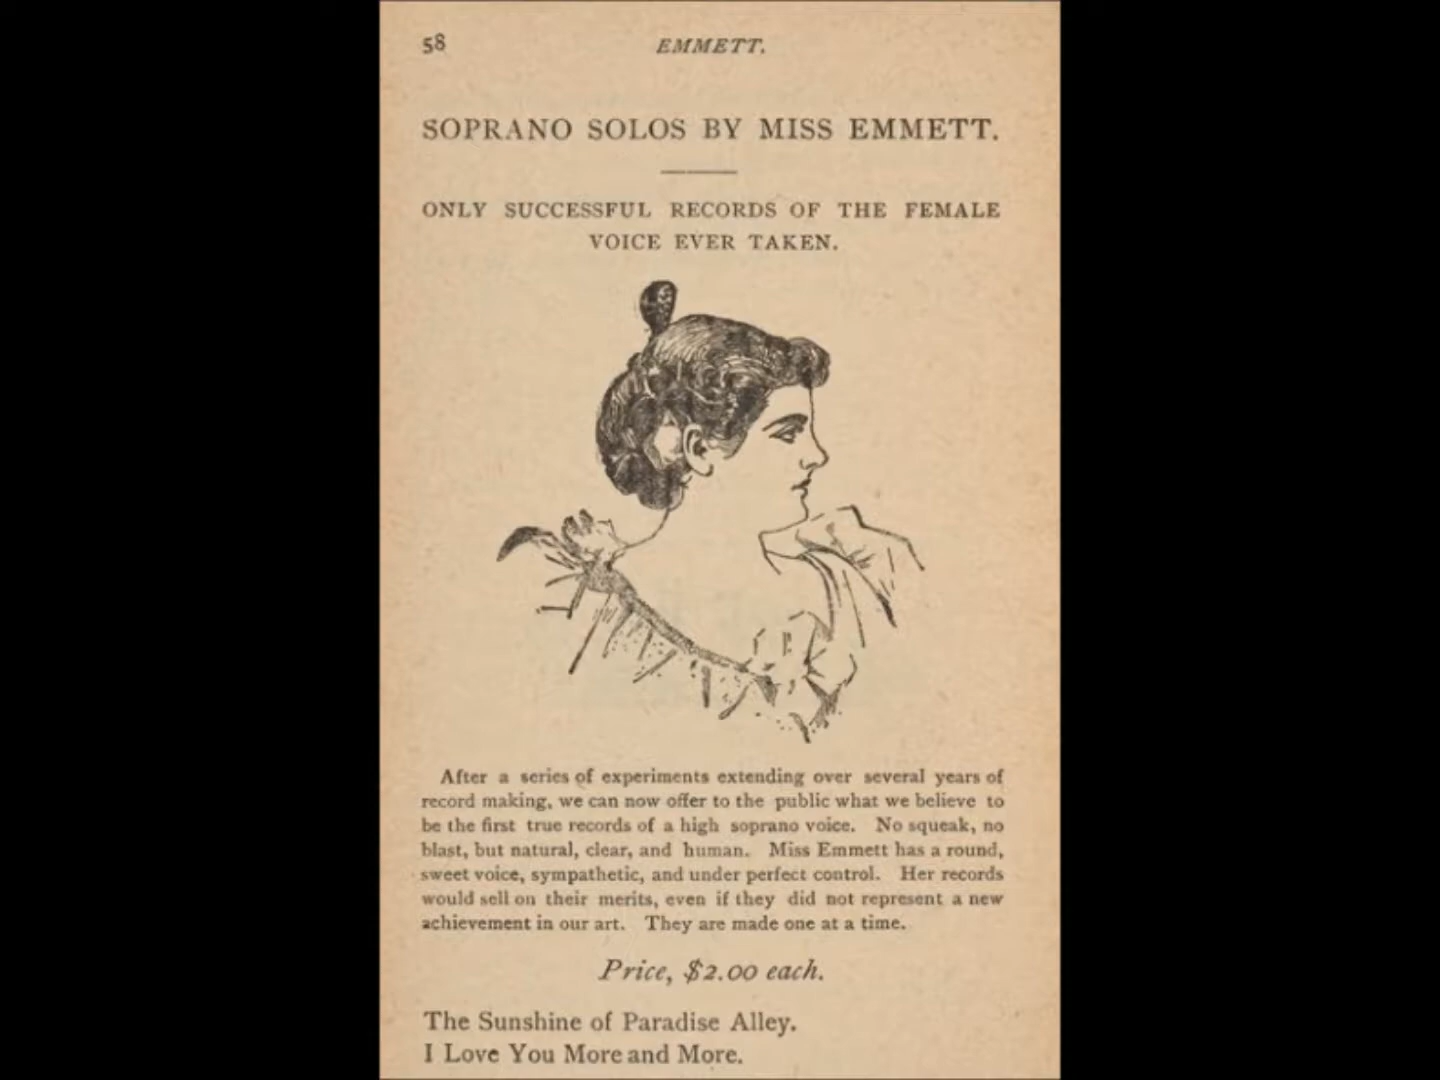 58
EMMETT.
SOPRANO SOLOS BY MISS EMMETT.
ONLY SUCCESSFUL RECORDS OF THE FEMALE
VOICE EVER TAKEN.
After a series of experiments extending over several years of
record making, we can now offer to the public what we believe to
be the first true records of a high soprano voice. No squeak, no
blast, but natural, clear, and human. Miss Emmett has a round,
sweet voice, sympathetic, and under perfect control. Her records
would sell on their merits, even if they did not represent a new
achievement in our art. They are made one at a time.
Price, $2.00 each.
The Sunshine of Paradise Alley.
I Love You More and More.